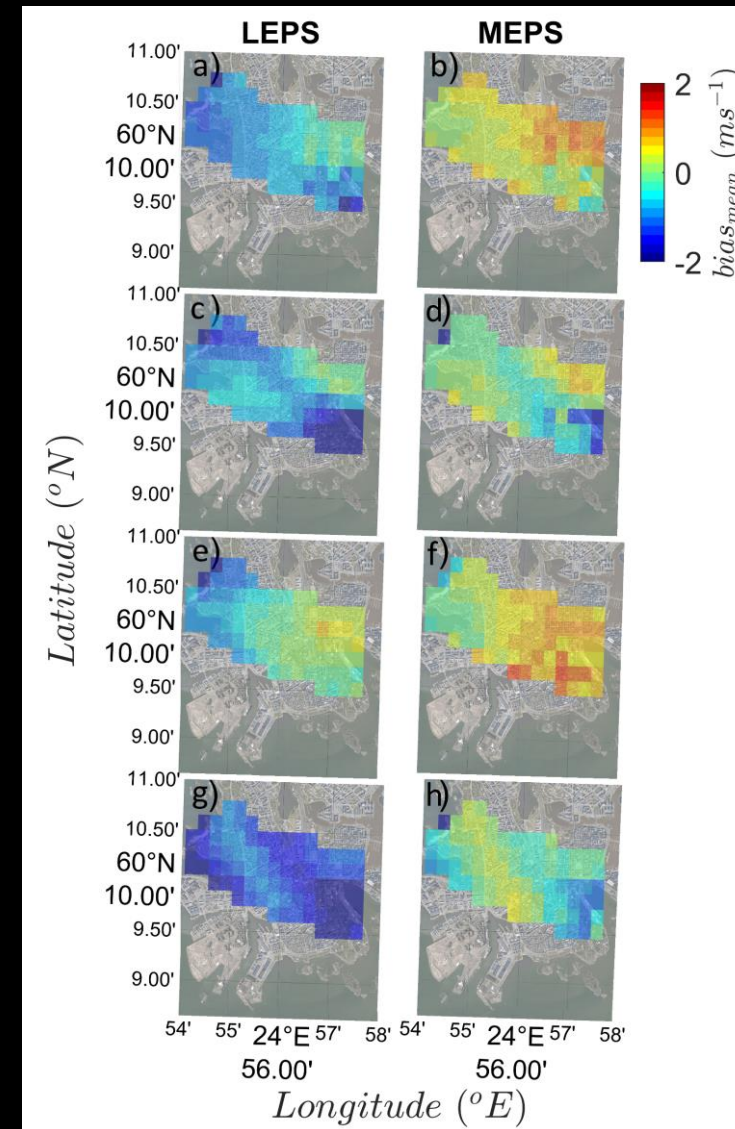 LEPS MEPS
a) b)
11.00'
10.50'
60°N
10.00'
9.50'
9.00'
2
0
-2
bias_mean (ms^-1)
c) d)
11.00'
10.50'
60°N
10.00'
9.50'
9.00'
e) f)
11.00'
10.50'
60°N
10.00'
9.50'
9.00'
g) h)
11.00'
10.50'
60°N
10.00'
9.50'
9.00'
Latitude (°N)
54' 55' 24°E 57' 58' 54' 55' 24°E 57' 58'
56.00' 56.00'
Longitude (°E)